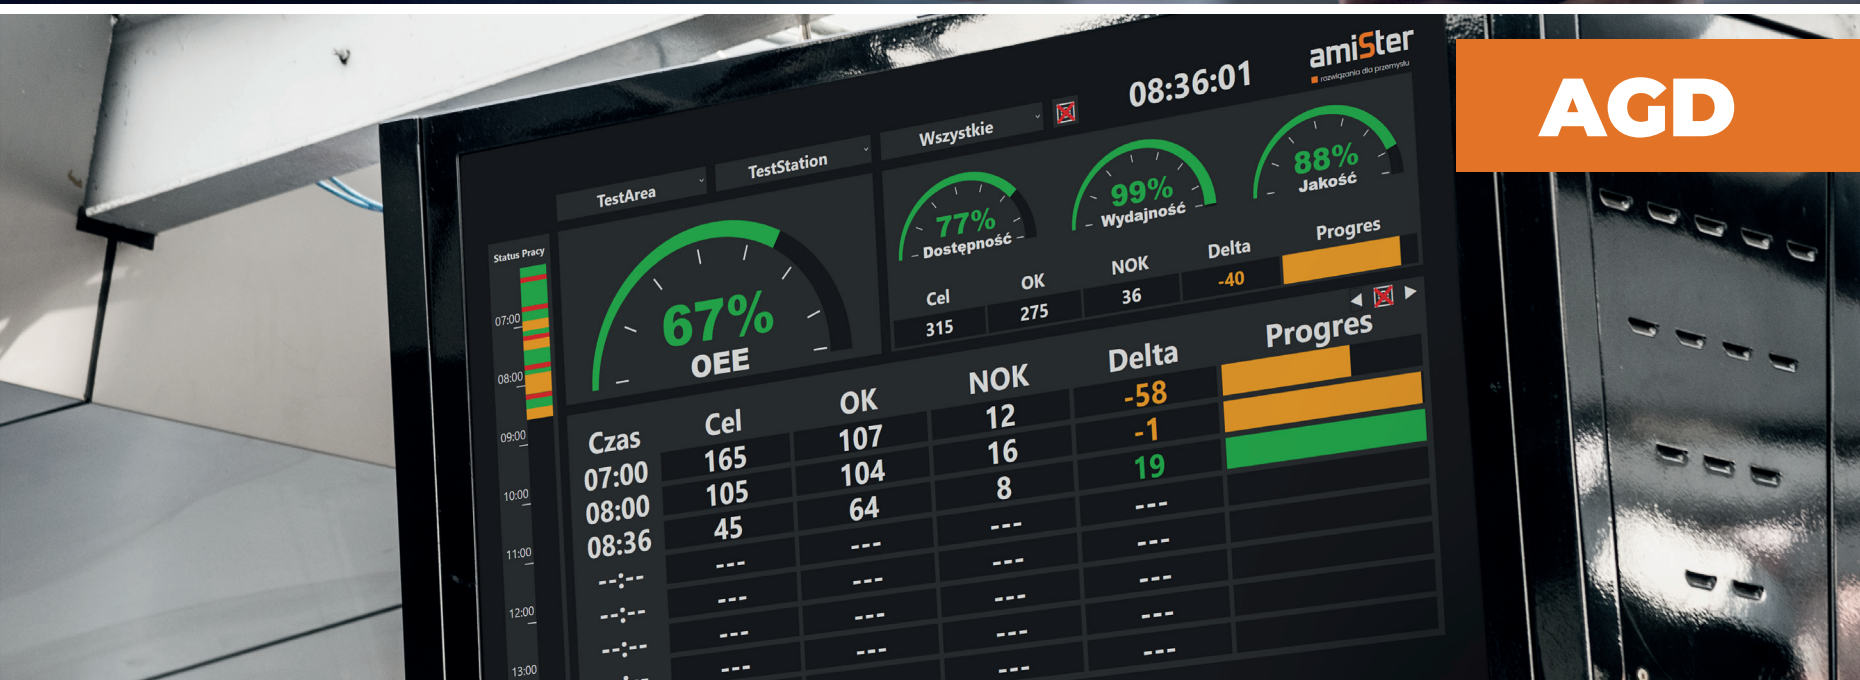 amiSter
rozwiązania dla przemysłu
AGD
08:36:01
TestArea
TestStation
Wszystkie
Status Pracy
07:00
08:00
09:00
10:00
11:00
12:00
13:00
67%
OEE
77%
Dostępność
99%
Wydajność
88%
Jakość
Cel OK NOK Delta Progres
315 275 36 -40
Czas Cel OK NOK Delta Progres
07:00 165 107 12 -58
08:00 105 104 16 -1
08:36 45 64 8 19
--:-- --- --- --- ---
--:-- --- --- --- ---
--:-- --- --- --- ---
--- --- --- ---